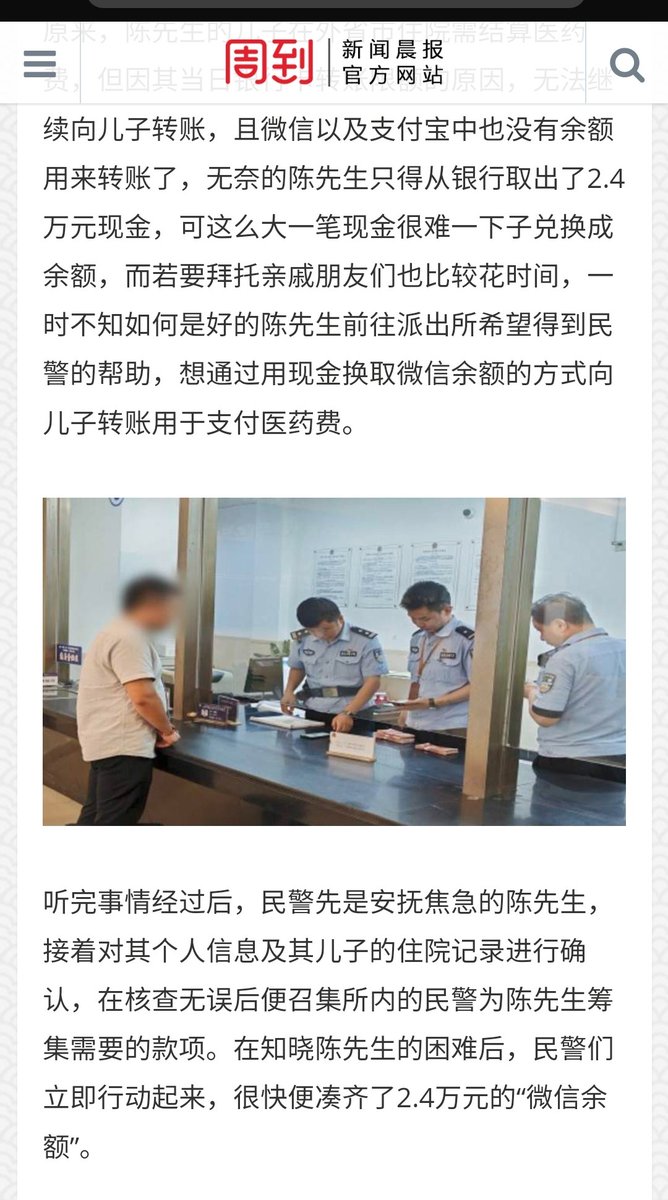 原来，陈先生的儿子在外省市住院需结算医药
周到
新闻晨报
官方网站
费，但因其当日银行卡转账限额的原因，无法继
续向儿子转账，且微信以及支付宝中也没有余额
用来转账了，无奈的陈先生只得从银行取出了2.4
万元现金，可这么大一笔现金很难一下子兑换成
余额，而若要拜托亲戚朋友们也比较花时间，一
时不知如何是好的陈先生前往派出所希望得到民
警的帮助，想通过用现金换取微信余额的方式向
儿子转账用于支付医药费。
听完事情经过后，民警先是安抚焦急的陈先生，
接着对其个人信息及其儿子的住院记录进行确
认，在核查无误后便召集所内的民警为陈先生筹
集需要的款项。在知晓陈先生的困难后，民警们
立即行动起来，很快便凑齐了2.4万元的“微信余
额”。